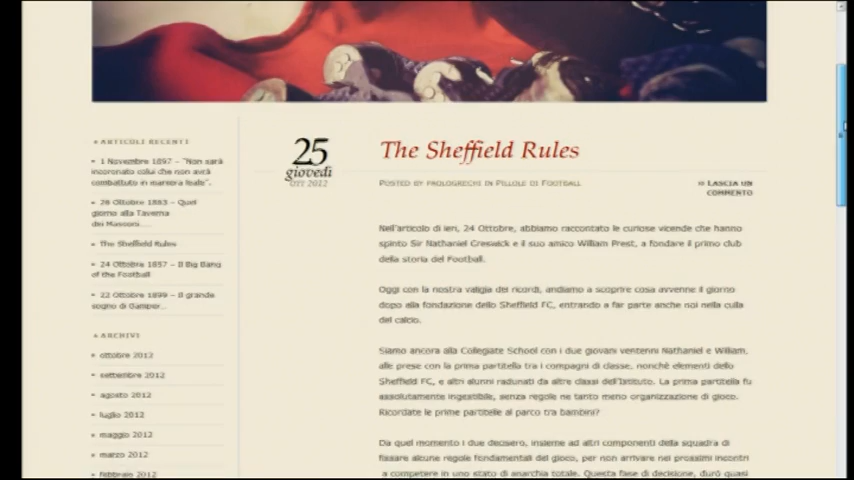 ARTICOLI RECENTI
1 Novembre 1897 – "Non sarà
incoronato colui che non avrà
combattuto in maniera leale".
26 Ottobre 1863 – Quel
giorno alla Taverna
dei Massoni….
The Sheffield Rules
24 Ottobre 1857 – Il Big Bang
of the Football
22 Ottobre 1899 – Il grande
sogno di Gamper…
ARCHIVI
ottobre 2012
settembre 2012
agosto 2012
luglio 2012
maggio 2012
marzo 2012
febbraio 2012
25
giovedì
OTT 2012
The Sheffield Rules
POSTED BY PAOLOGRECCHI IN PILLOLE DI FOOTBALL
≈ LASCIA UN
COMMENTO
Nell'articolo di ieri, 24 Ottobre, abbiamo raccontato le curiose vicende che hanno
spinto Sir Nathaniel Creswick e il suo amico William Prest, a fondare il primo club
della storia del Football.
Oggi con la nostra valigia dei ricordi, andiamo a scoprire cosa avvenne il giorno
dopo alla fondazione dello Sheffield FC, entrando a far parte anche noi nella culla
del calcio.
Siamo ancora alla Collegiate School con i due giovani ventenni Nathaniel e William,
alle prese con la prima partitella tra i compagni di classe, nonchè elementi dello
Sheffield FC, e altri alunni radunati da altre classi dell'istituto. La prima partitella fu
assolutamente ingestibile, senza regole ne tanto meno organizzazione di gioco.
Ricordate le prime partitelle al parco tra bambini?
Da quel momento i due decisero, insieme ad altri componenti della squadra di
fissare alcune regole fondamentali del gioco, per non arrivare nei prossimi incontri
a competere in uno stato di anarchia totale. Questa fase di decisione, durò quasi